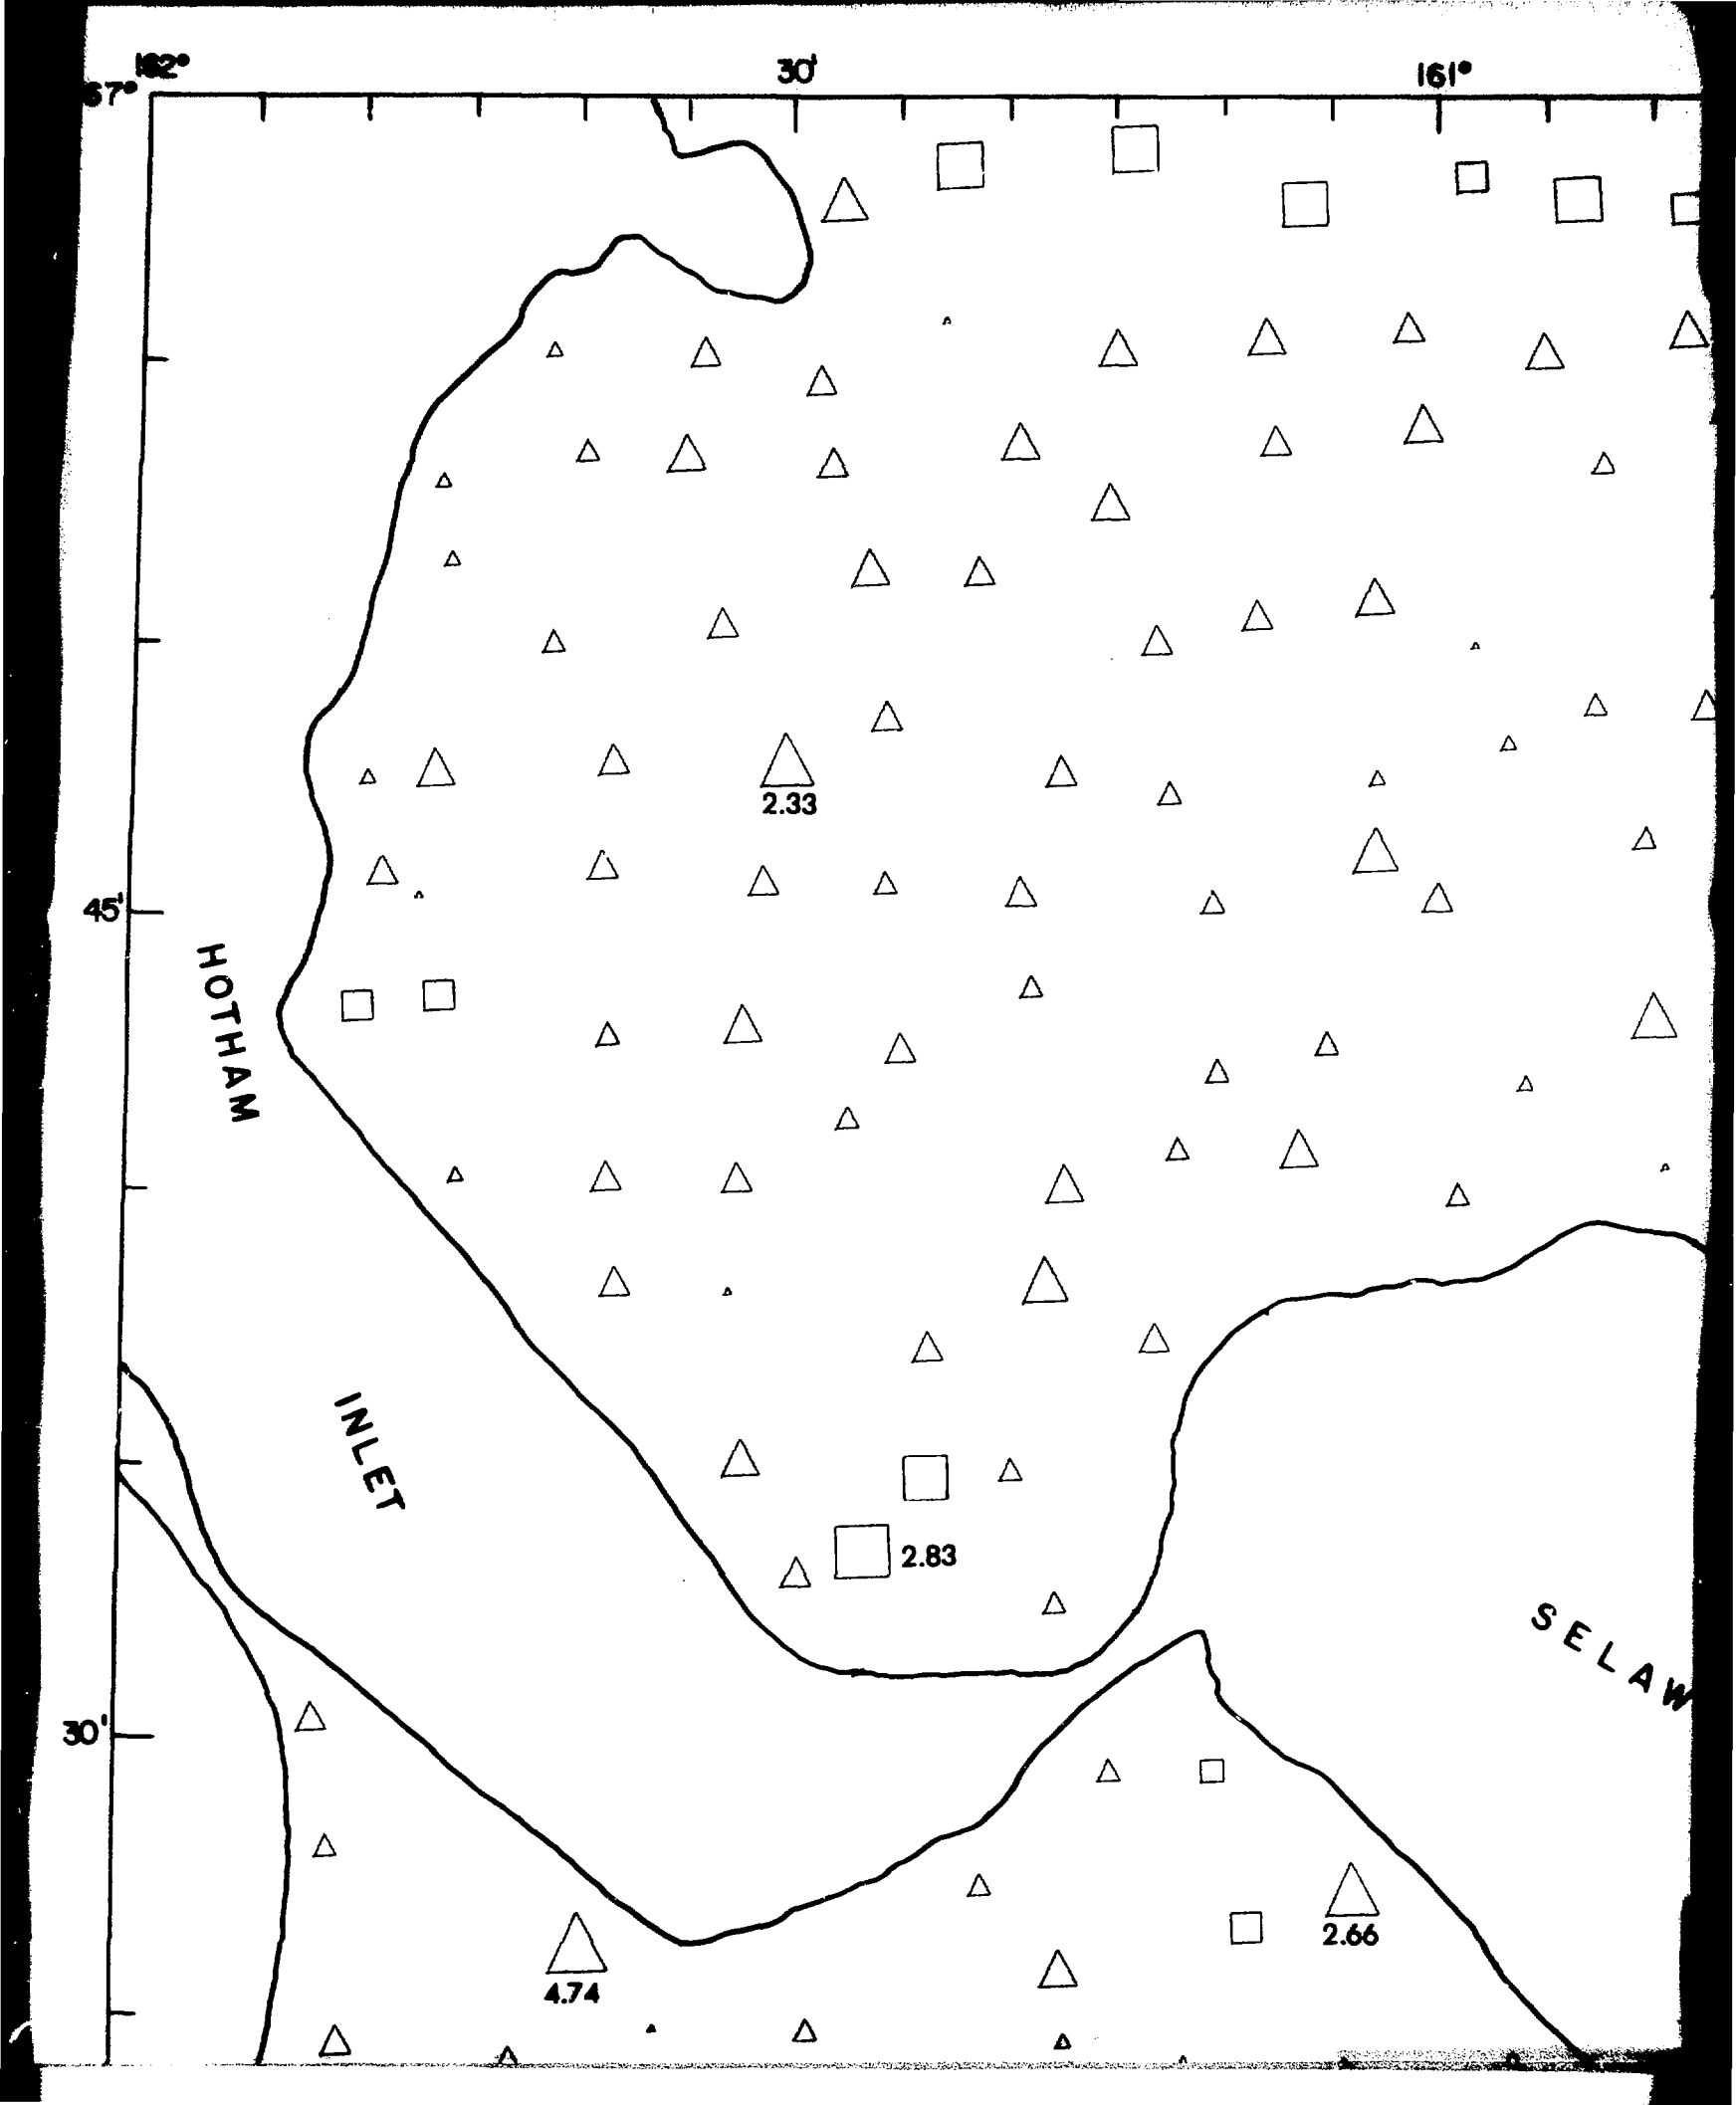 162° 30' 161°
67°
2.33
45'
HOTHAM
INLET
2.83
SELAW
30'
2.66
4.74